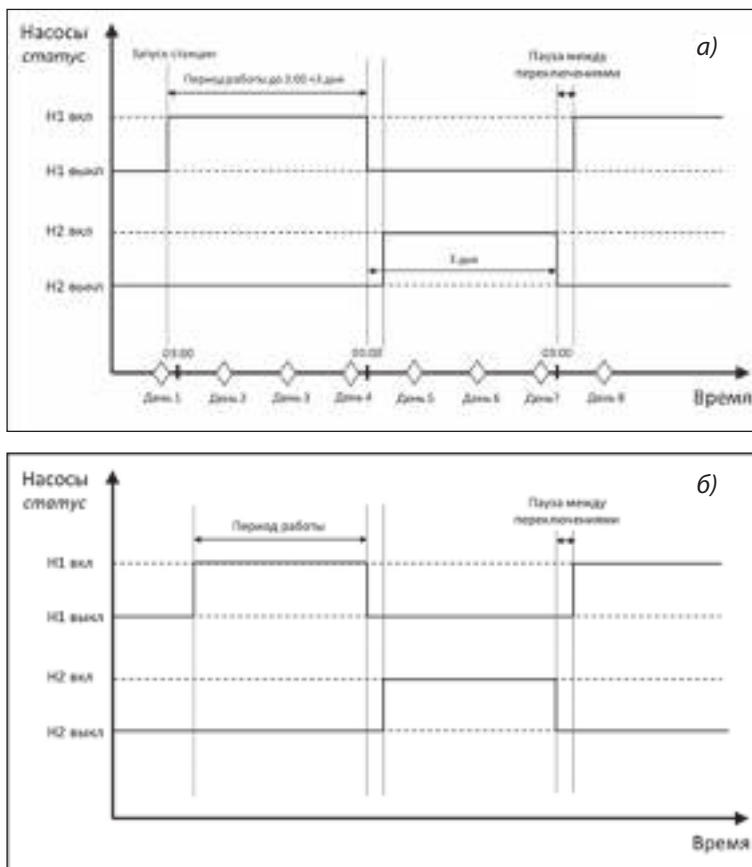 Насосы
статус
а)
Запуск станции
Период работы до 3:00 +3 дня
Пауза между
переключениями
Н1 вкл
Н1 выкл
Н2 вкл
Н2 выкл
3 дня
03:00
03:00
День 1
День 2
День 3
День 4
День 5
День 6
День 7
День 8
Время
Насосы
статус
б)
Период работы
Пауза между
переключениями
Н1 вкл
Н1 выкл
Н2 вкл
Н2 выкл
Время